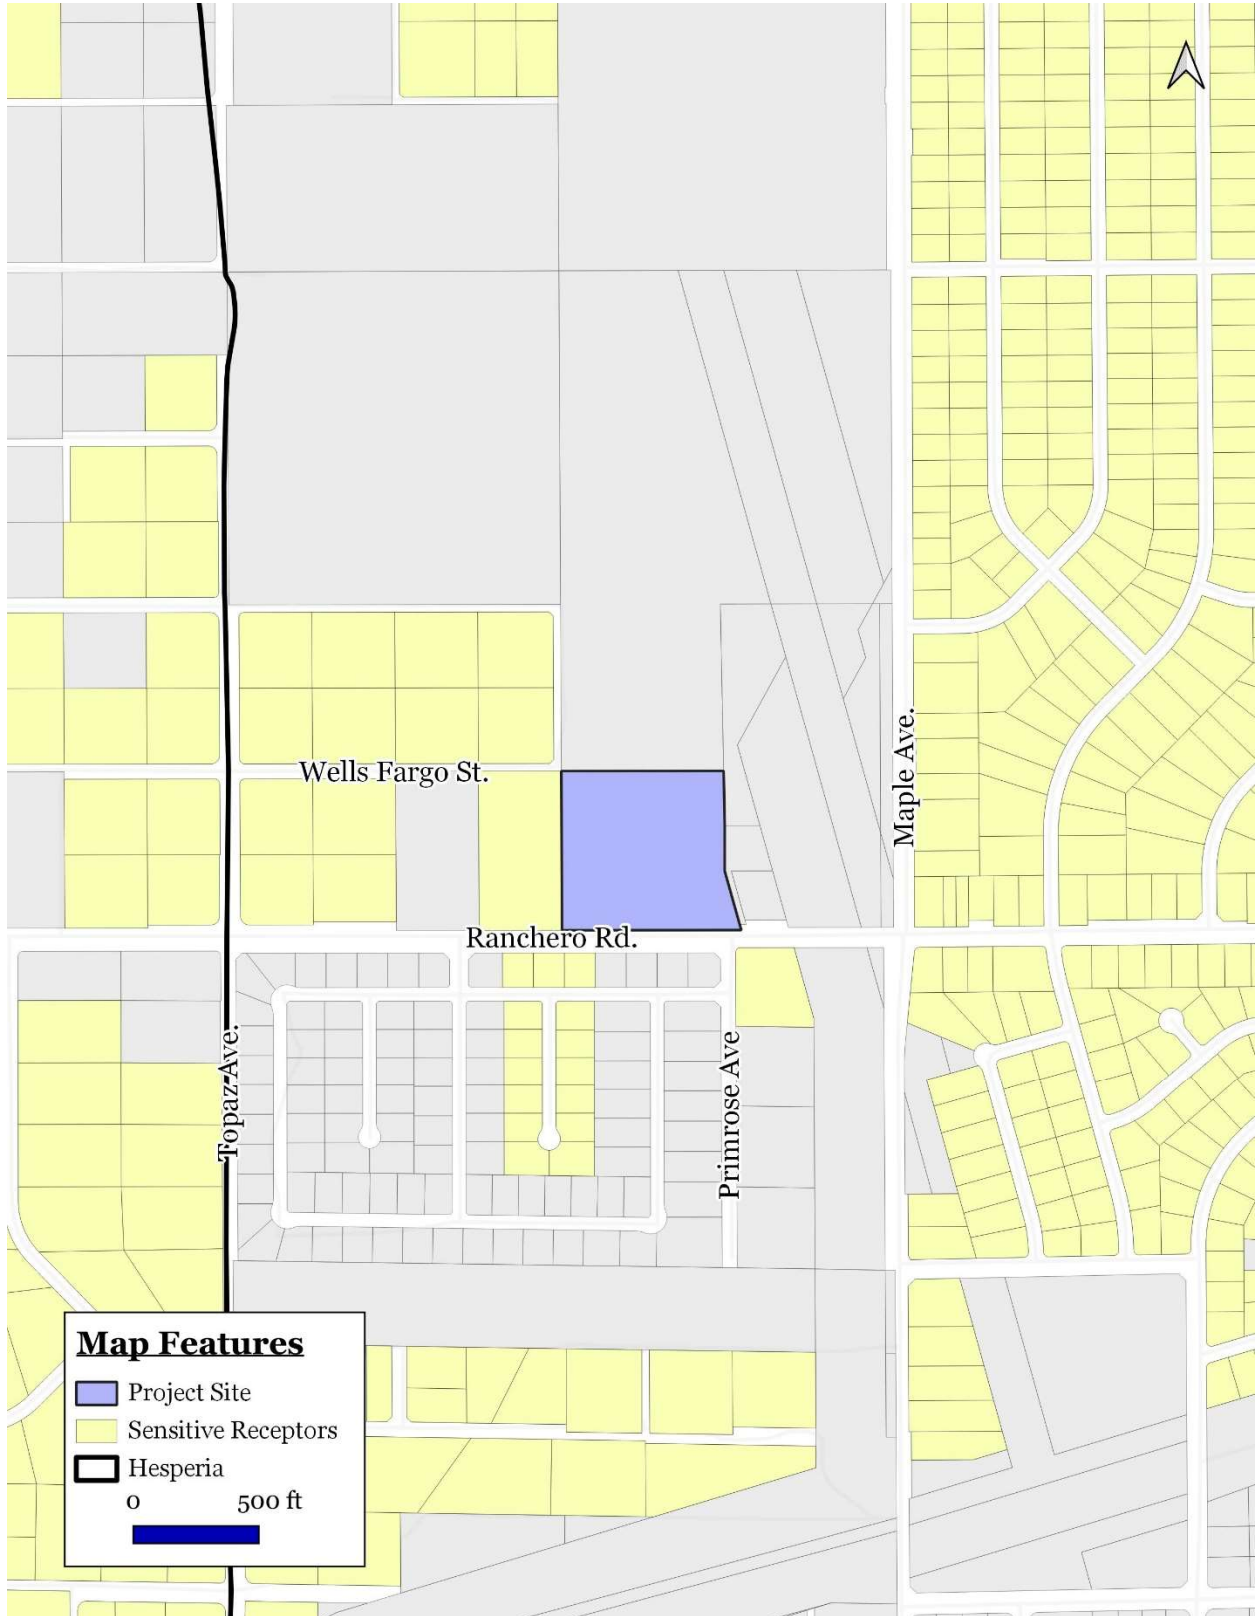 Wells Fargo St.
Maple Ave.
Ranchero Rd.
Topaz Ave.
Primrose Ave
Map Features
Project Site
Sensitive Receptors
Hesperia
0 500 ft